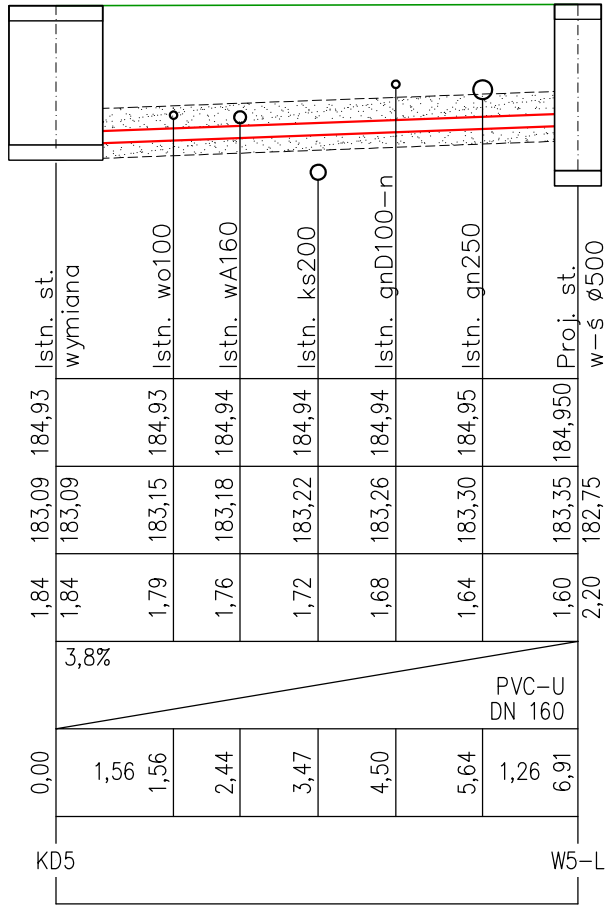 Istn. st.
wymiana
Istn. wo100
Istn. wA160
Istn. ks200
Istn. gnD100-n
Istn. gn250
Proj. st.
w-ś ø500
184,93
184,93
184,94
184,94
184,94
184,95
184,950
183,09
183,09
183,15
183,18
183,22
183,26
183,30
183,35
182,75
1,84
1,84
1,79
1,76
1,72
1,68
1,64
1,60
2,20
3,8%
PVC-U
DN 160
0,00
1,56
1,56
2,44
3,47
4,50
5,64
1,26
6,91
KD5
W5-L